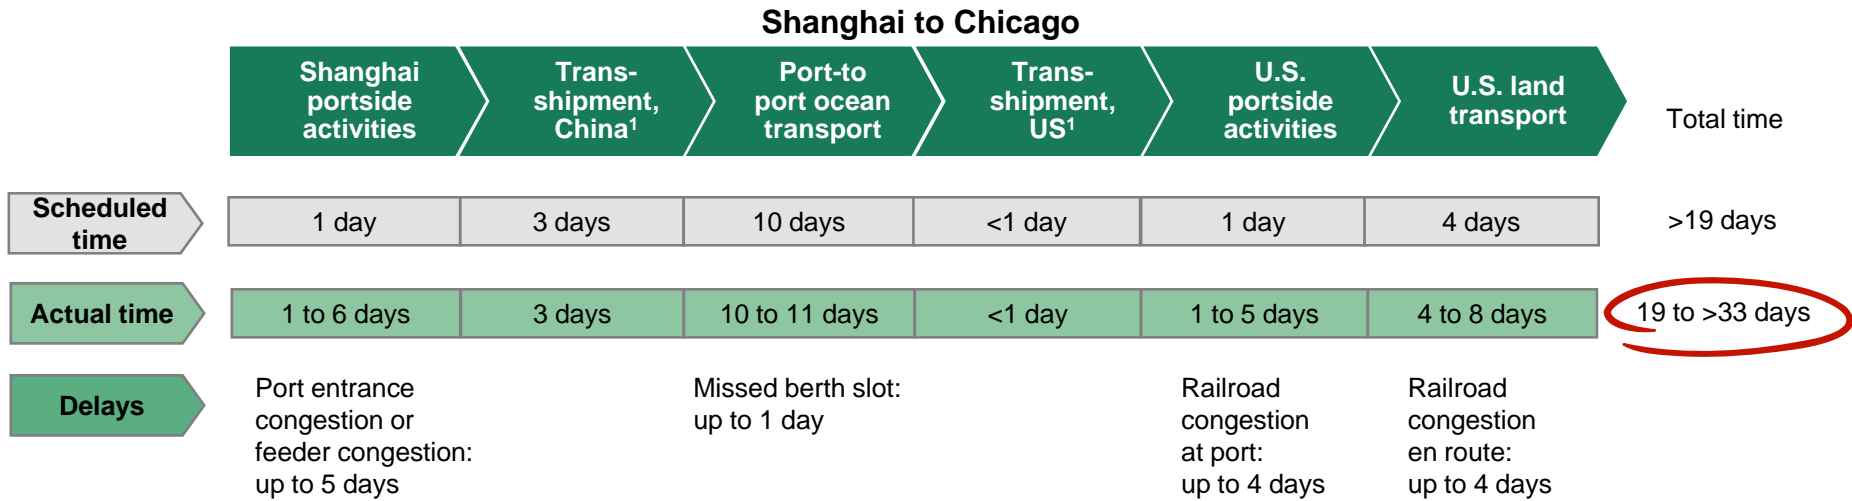 Shanghai to Chicago
Shanghai
portside
activities
Trans-
shipment,
China¹
Port-to
port ocean
transport
Trans-
shipment,
US¹
U.S.
portside
activities
U.S. land
transport
Total time
Scheduled
time
1 day
3 days
10 days
<1 day
1 day
4 days
>19 days
Actual time
1 to 6 days
3 days
10 to 11 days
<1 day
1 to 5 days
4 to 8 days
19 to >33 days
Delays
Port entrance
congestion or
feeder congestion:
up to 5 days
Missed berth slot:
up to 1 day
Railroad
congestion
at port:
up to 4 days
Railroad
congestion
en route:
up to 4 days